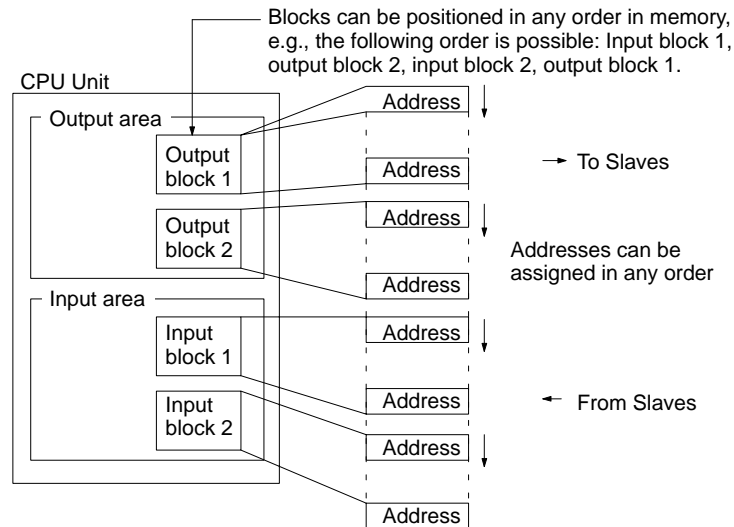 Blocks can be positioned in any order in memory,
e.g., the following order is possible: Input block 1,
output block 2, input block 2, output block 1.
CPU Unit
Output area
Output
block 1
Output
block 2
Input area
Input
block 1
Input
block 2
Address
Address
Address
Address
Address
Address
Address
Address
To Slaves
Addresses can be
assigned in any order
From Slaves